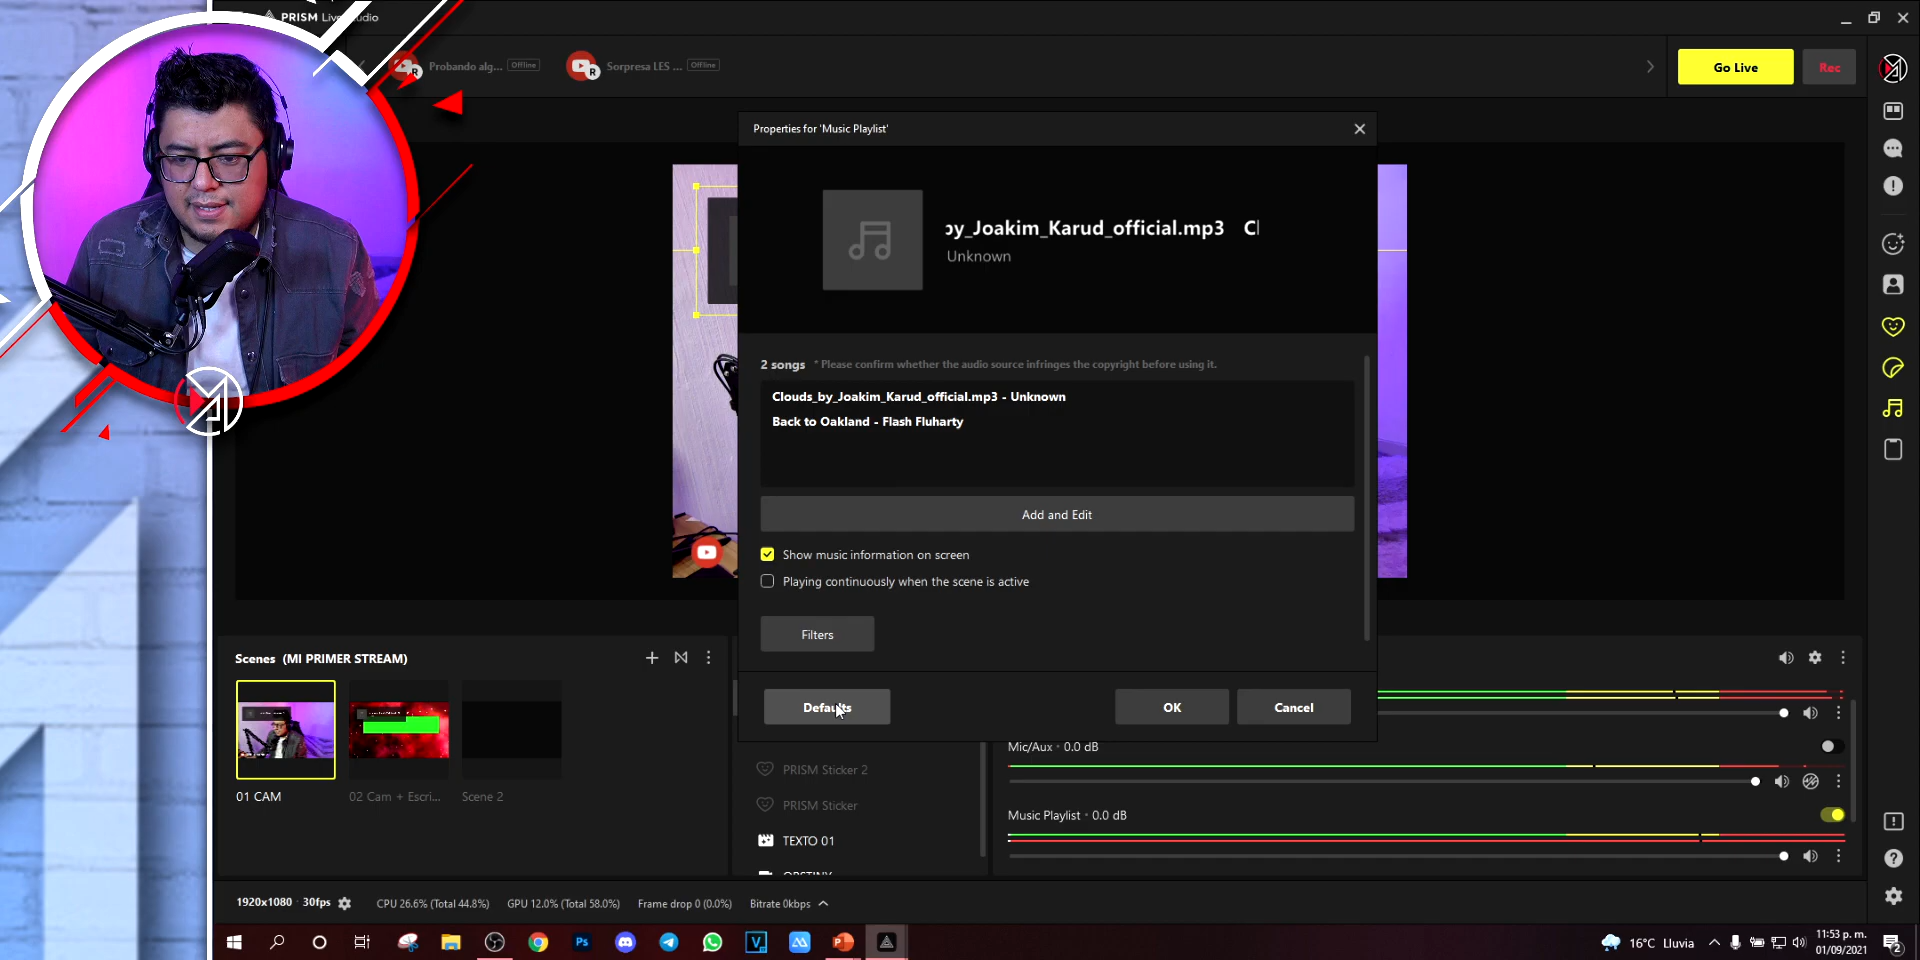 PRISM Live Studio
Probando alg... Offline
Sorpresa LES ... Offline
Go Live
Rec
Properties for 'Music Playlist'
by_Joakim_Karud_official.mp3 Cl
Unknown
2 songs * Please confirm whether the audio source infringes the copyright before using it.
Clouds_by_Joakim_Karud_official.mp3 - Unknown
Back to Oakland - Flash Fluharty
Add and Edit
Show music information on screen
Playing continuously when the scene is active
Filters
Defaults
OK
Cancel
Scenes (MI PRIMER STREAM)
01 CAM
02 Cam + Escri...
Scene 2
PRISM Sticker 2
PRISM Sticker
TEXTO 01
Mic/Aux · 0.0 dB
Music Playlist · 0.0 dB
1920x1080 · 30fps
CPU 26.6% (Total 44.8%)
GPU 12.0% (Total 58.0%)
Frame drop 0 (0.0%)
Bitrate 0kbps
16°C Lluvia
11:53 p. m.
01/09/2021
2